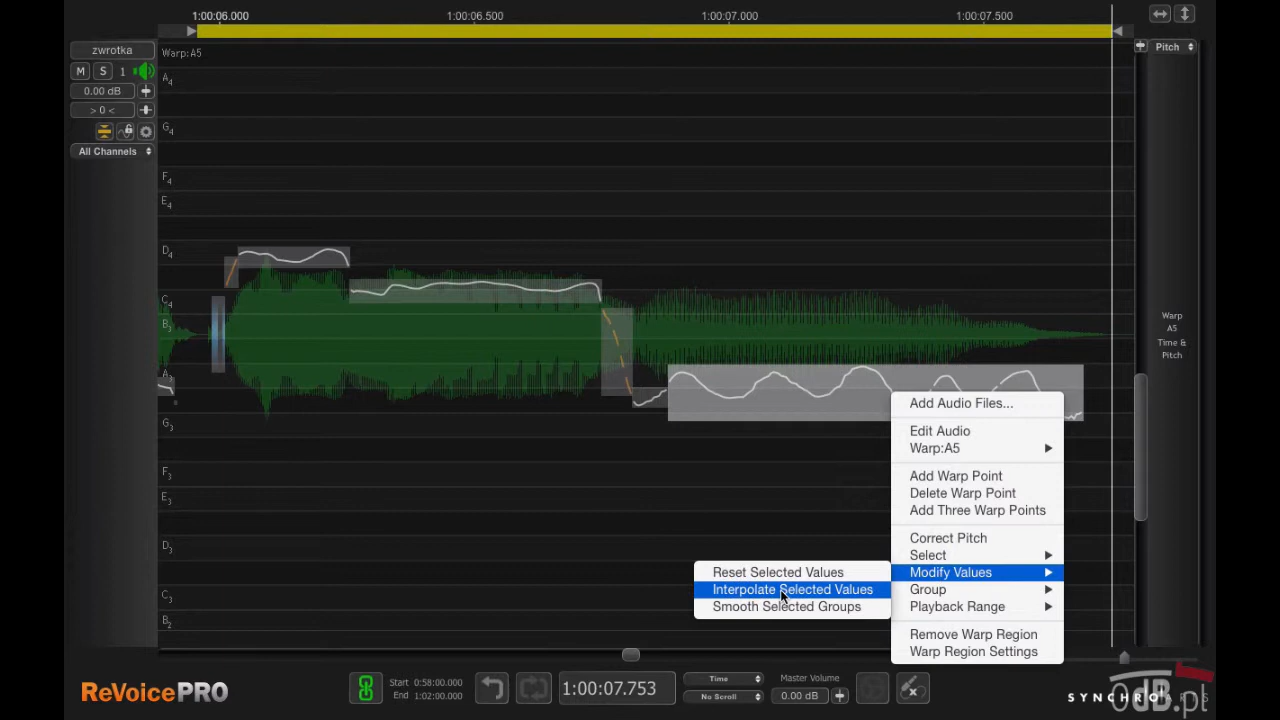 1:00:06.000
1:00:06.500
1:00:07.000
1:00:07.500
zwrotka
Warp:A5
Pitch
M S 1
0.00 dB
> 0 <
All Channels
A4
G4
F4
E4
D4
C4
B3
A3
G3
F3
E3
D3
C3
B2
Warp
A5
Time &
Pitch
Add Audio Files...
Edit Audio
Warp:A5
Add Warp Point
Delete Warp Point
Add Three Warp Points
Correct Pitch
Select
Modify Values
Group
Playback Range
Remove Warp Region
Warp Region Settings
Reset Selected Values
Interpolate Selected Values
Smooth Selected Groups
ReVoicePRO
Start 0:58:00.000
End 1:02:00.000
1:00:07.753
Time
No Scroll
Master Volume
0.00 dB
SYNCHRO
0dB.pl